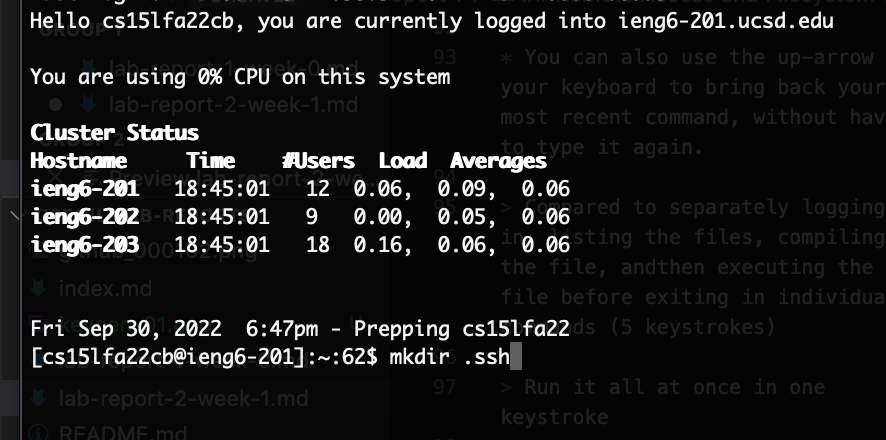 Hello cs15lfa22cb, you are currently logged into ieng6-201.ucsd.edu
GROUP 1
93 * You can also use the up-arrow
You are using 0% CPU on this system
your keyboard to bring back your
lab-report-1-week-0.md
lab-report-2-week-1.md
most recent command, without hav
to type it again.
Cluster Status
GROUP 2
Hostname Time #Users Load Averages
Preview lab-report-2-we...
94
ieng6-201 18:45:01 12 0.06, 0.09, 0.06
ieng6-202 18:45:01 9 0.00, 0.05, 0.06
95 > Compared to separately logging
ieng6-203 18:45:01 18 0.16, 0.06, 0.06
in, listing the files, compiling
the file, andthen executing the
index.md
file before exiting in individua
Fri Sep 30, 2022 6:47pm - Prepping cs15lfa22
(5 keystrokes)
[cs15lfa22cb@ieng6-201]:~:62$ mkdir .ssh
97 > Run it all at once in one
lab-report-2-week-1.md
keystroke
README.md